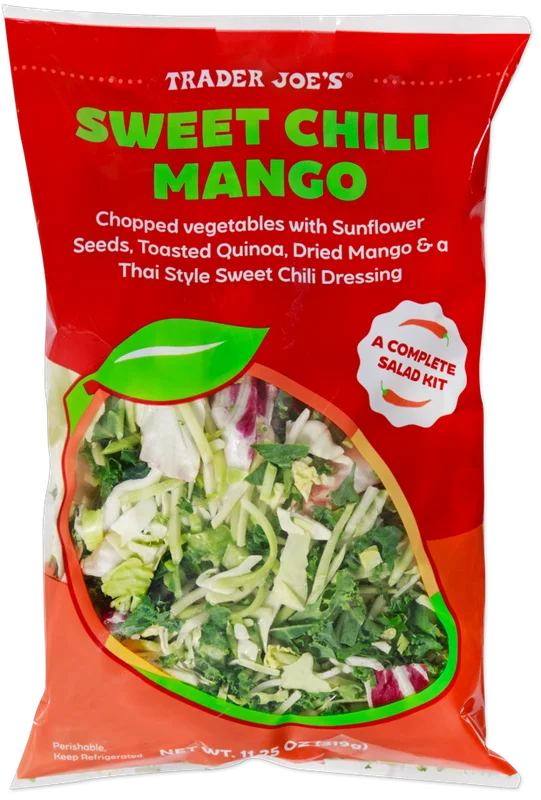 TRADER JOE'S®
SWEET CHILI
MANGO
Chopped vegetables with Sunflower
Seeds, Toasted Quinoa, Dried Mango & a
Thai Style Sweet Chili Dressing
A COMPLETE
SALAD KIT
Perishable,
Keep Refrigerated
NET WT. 11.25 OZ (319g)